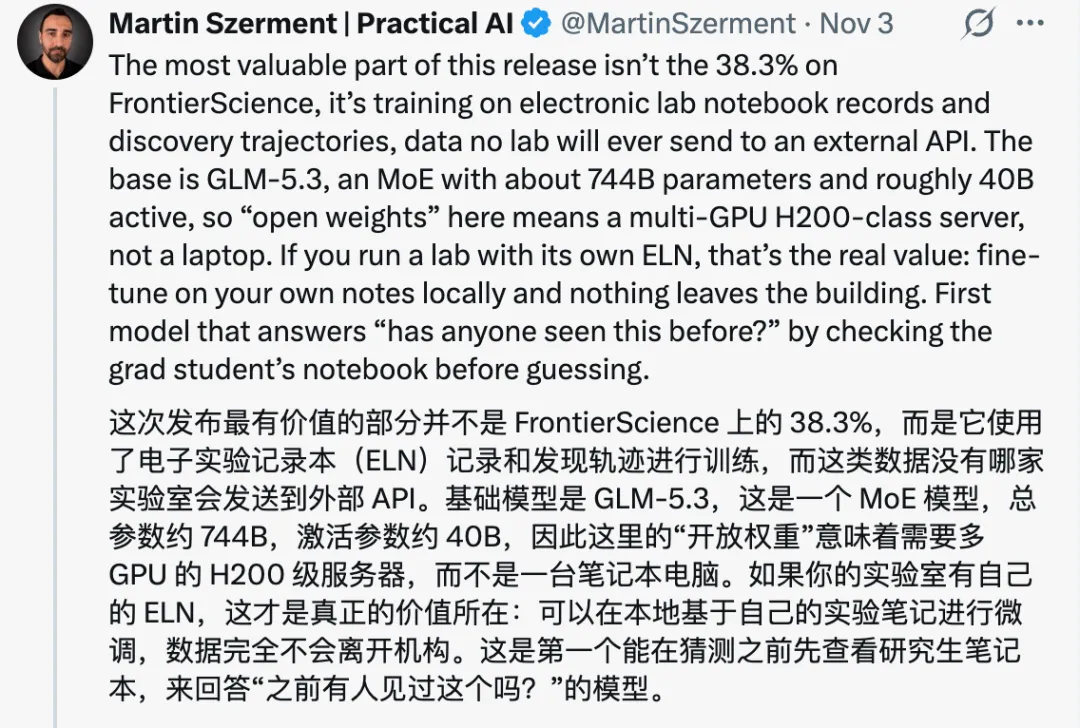 Martin Szerment | Practical AI @MartinSzerment · Nov 3
The most valuable part of this release isn’t the 38.3% on
FrontierScience, it’s training on electronic lab notebook records and
discovery trajectories, data no lab will ever send to an external API. The
base is GLM-5.3, an MoE with about 744B parameters and roughly 40B
active, so “open weights” here means a multi-GPU H200-class server,
not a laptop. If you run a lab with its own ELN, that’s the real value: fine-
tune on your own notes locally and nothing leaves the building. First
model that answers “has anyone seen this before?” by checking the
grad student’s notebook before guessing.
这次发布最有价值的部分并不是 FrontierScience 上的 38.3%，而是它使用
了电子实验记录本（ELN）记录和发现轨迹进行训练，而这类数据没有哪家
实验室会发送到外部 API。基础模型是 GLM-5.3，这是一个 MoE 模型，总
参数约 744B，激活参数约 40B，因此这里的“开放权重”意味着需要多
GPU 的 H200 级服务器，而不是一台笔记本电脑。如果你的实验室有自己
的 ELN，这才是真正的价值所在：可以在本地基于自己的实验笔记进行微
调，数据完全不会离开机构。这是第一个能在猜测之前先查看研究生笔记
本，来回答“之前有人见过这个吗？”的模型。